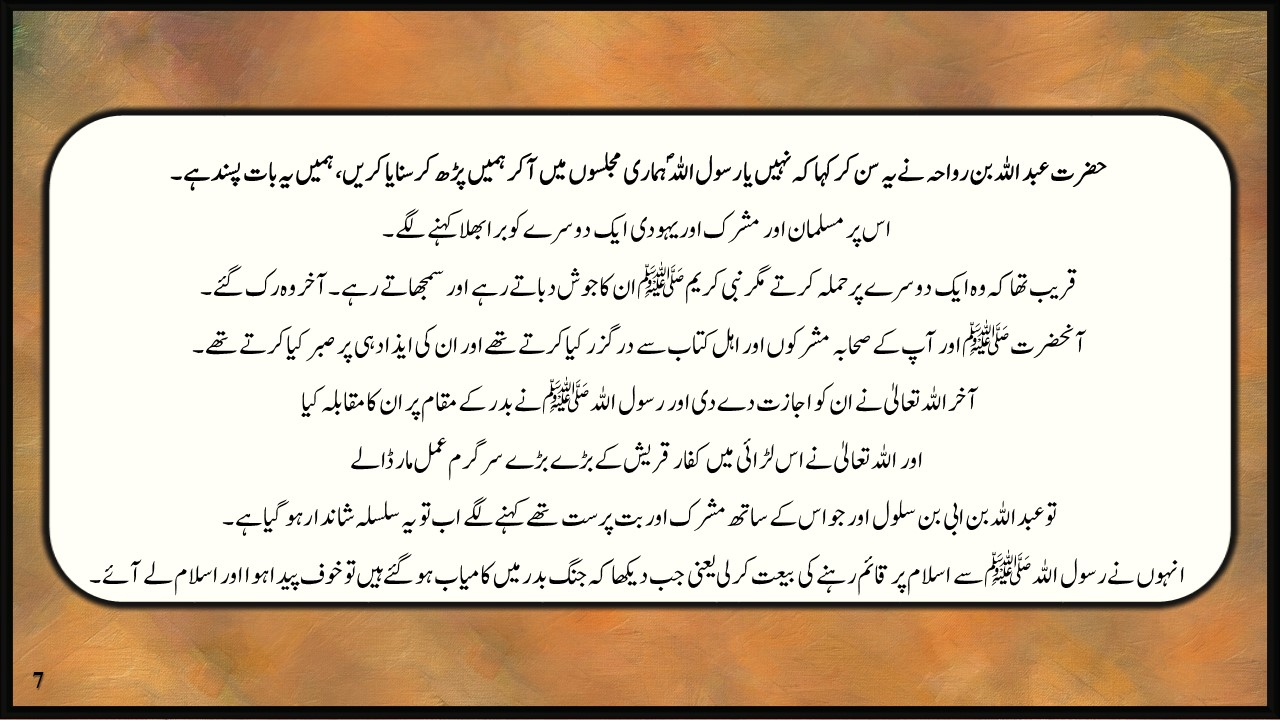 حضرت عبد اللہ بن رواحہ نے یہ سن کر کہا کہ نہیں یا رسول اللہؐ ہماری مجلسوں میں آکر ہمیں پڑھ کر سنایا کریں، ہمیں یہ بات پسند ہے۔
اس پر مسلمان اور مشرک اور یہودی ایک دوسرے کو برا بھلا کہنے لگے۔
قریب تھا کہ وہ ایک دوسرے پر حملہ کرتے مگر نبی کریم ﷺ ان کا جوش دباتے رہے اور سمجھاتے رہے۔ آخر وہ رک گئے۔
آنحضرت ﷺ اور آپ کے صحابہ مشرکوں اور اہل کتاب سے درگزر کیا کرتے تھے اور ان کی ایذا دہی پر صبر کیا کرتے تھے۔
آخر اللہ تعالیٰ نے ان کو اجازت دے دی اور رسول اللہ ﷺ نے بدر کے مقام پر ان کا مقابلہ کیا
اور اللہ تعالیٰ نے اس لڑائی میں کفار قریش کے بڑے بڑے سرگرم عمل مار ڈالے
تو عبد اللہ بن ابی بن سلول اور جو اس کے ساتھ مشرک اور بت پرست تھے کہنے لگے اب تو یہ سلسلہ شاندار ہو گیا ہے۔
انہوں نے رسول اللہ ﷺ سے اسلام پر قائم رہنے کی بیعت کر لی یعنی جب دیکھا کہ جنگ بدر میں کامیاب ہو گئے ہیں تو خوف پیدا ہوا اور اسلام لے آئے۔
7